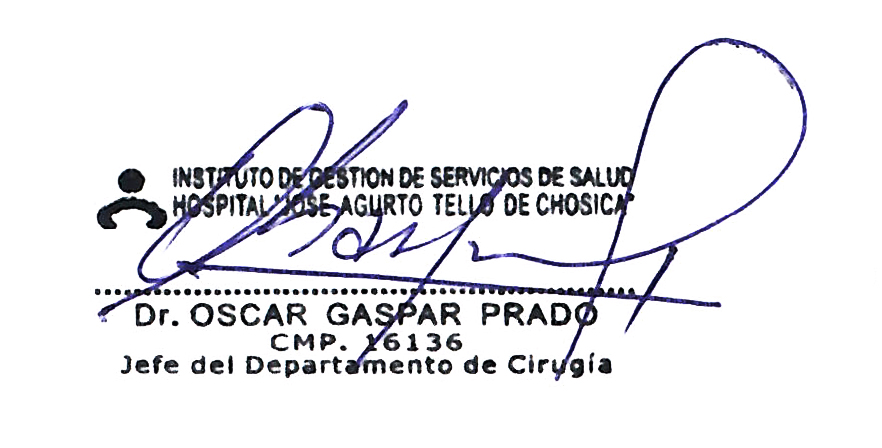 INSTITUTO DE GESTION DE SERVICIOS DE SALUD
HOSPITAL "JOSE AGURTO TELLO DE CHOSICA"
Dr. OSCAR GASPAR PRADO
CMP. 16136
Jefe del Departamento de Cirugía